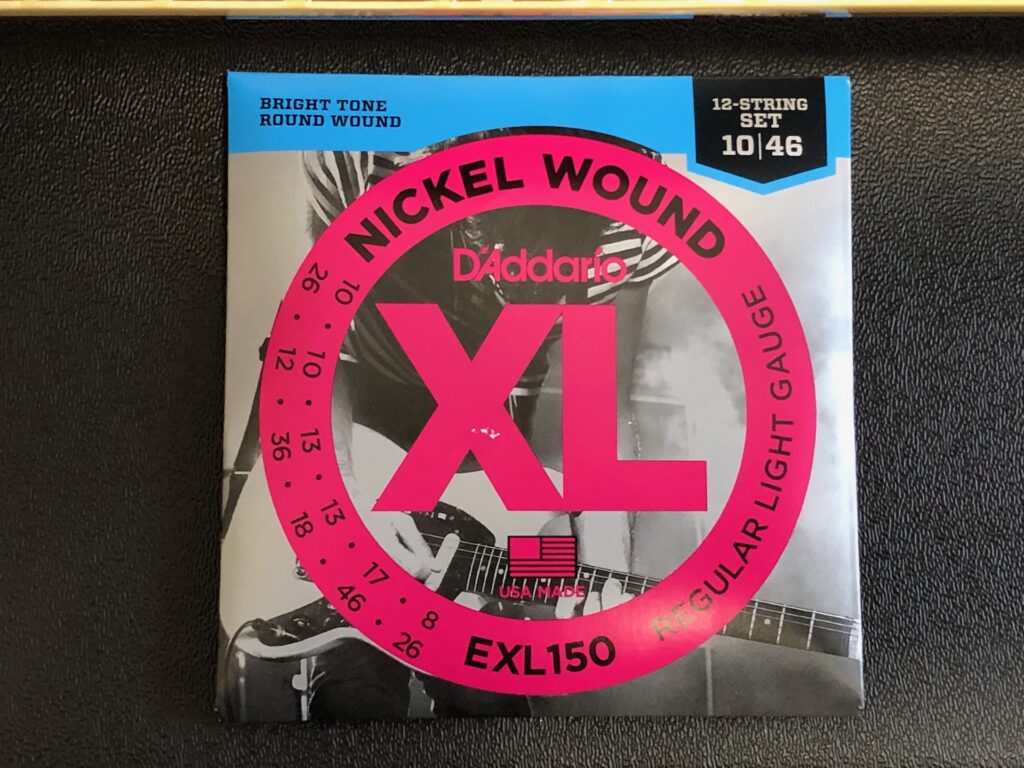 BRIGHT TONE
ROUND WOUND
12-STRING
SET
10|46
NICKEL WOUND
D'Addario
XL
10 • 10 • 13 • 13 • 17 • 8
26 • 12 • 36 • 18 • 46 • 26
USA MADE
EXL150
REGULAR LIGHT GAUGE